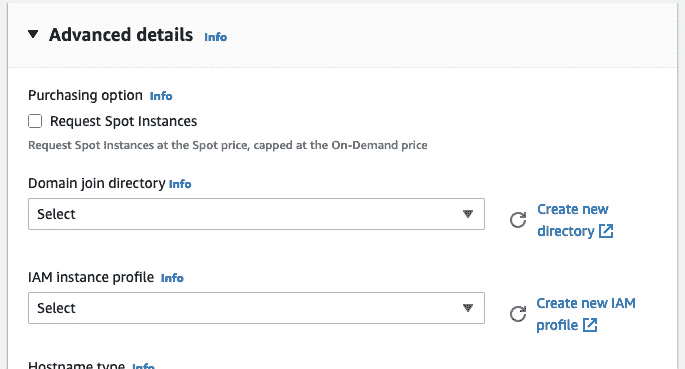 Advanced details Info
Purchasing option Info
Request Spot Instances
Request Spot Instances at the Spot price, capped at the On-Demand price
Domain join directory Info
Select
Create new
directory
IAM instance profile Info
Select
Create new IAM
profile
Hostname type Info